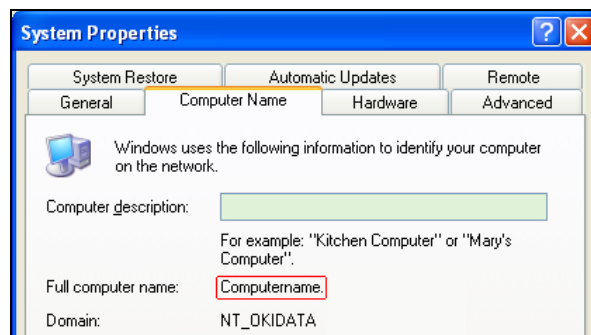 System Properties
System Restore Automatic Updates Remote
General Computer Name Hardware Advanced
Windows uses the following information to identify your computer
on the network.
Computer description:
For example: "Kitchen Computer" or "Mary's
Computer".
Full computer name: Computername.
Domain: NT_OKIDATA